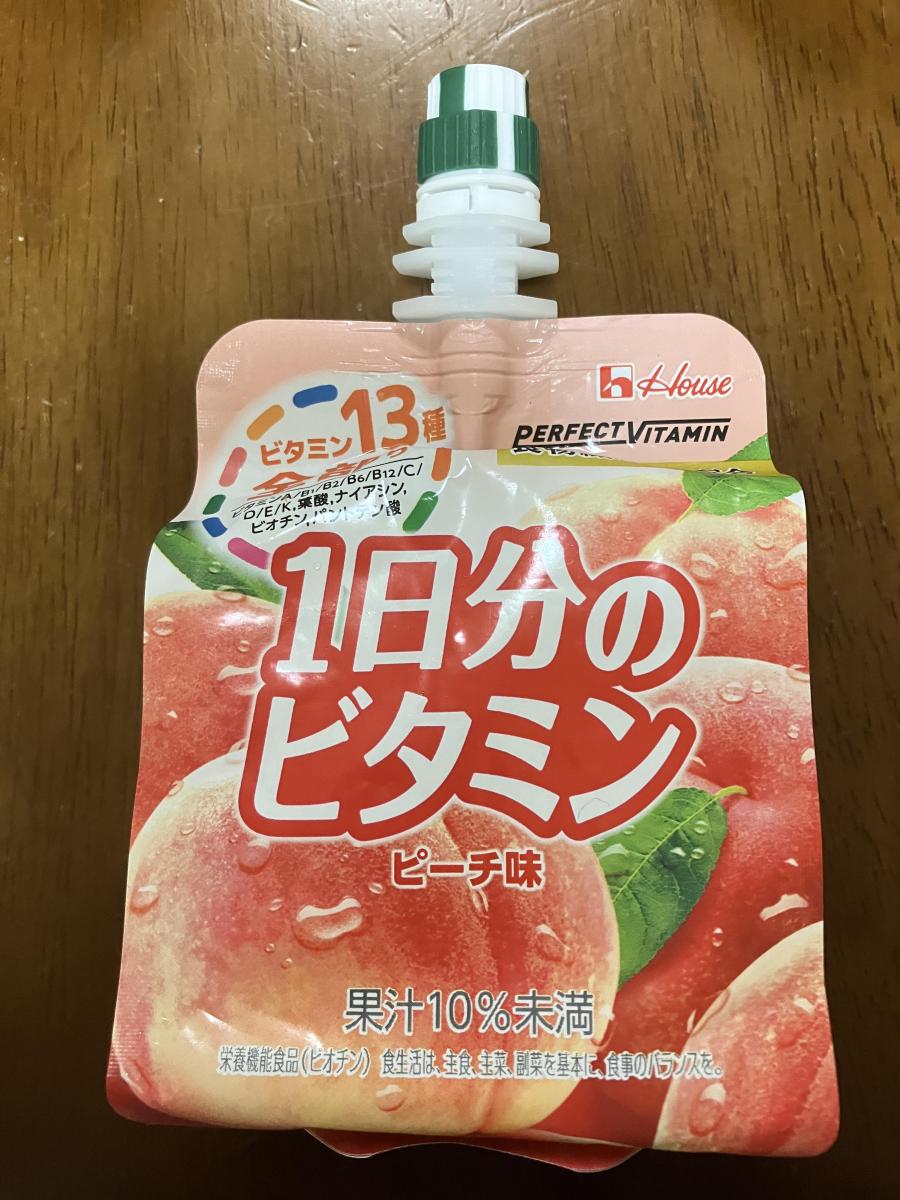 House
PERFECT VITAMIN
ビタミン13種
全部の
ビタミンA/B1/B2/B6/B12/C/
D/E/K,葉酸,ナイアシン,
ビオチン,パントテン酸
1日分の
ビタミン
ピーチ味
果汁10%未満
栄養機能食品(ビオチン) 食生活は、主食、主菜、副菜を基本に、食事のバランスを。